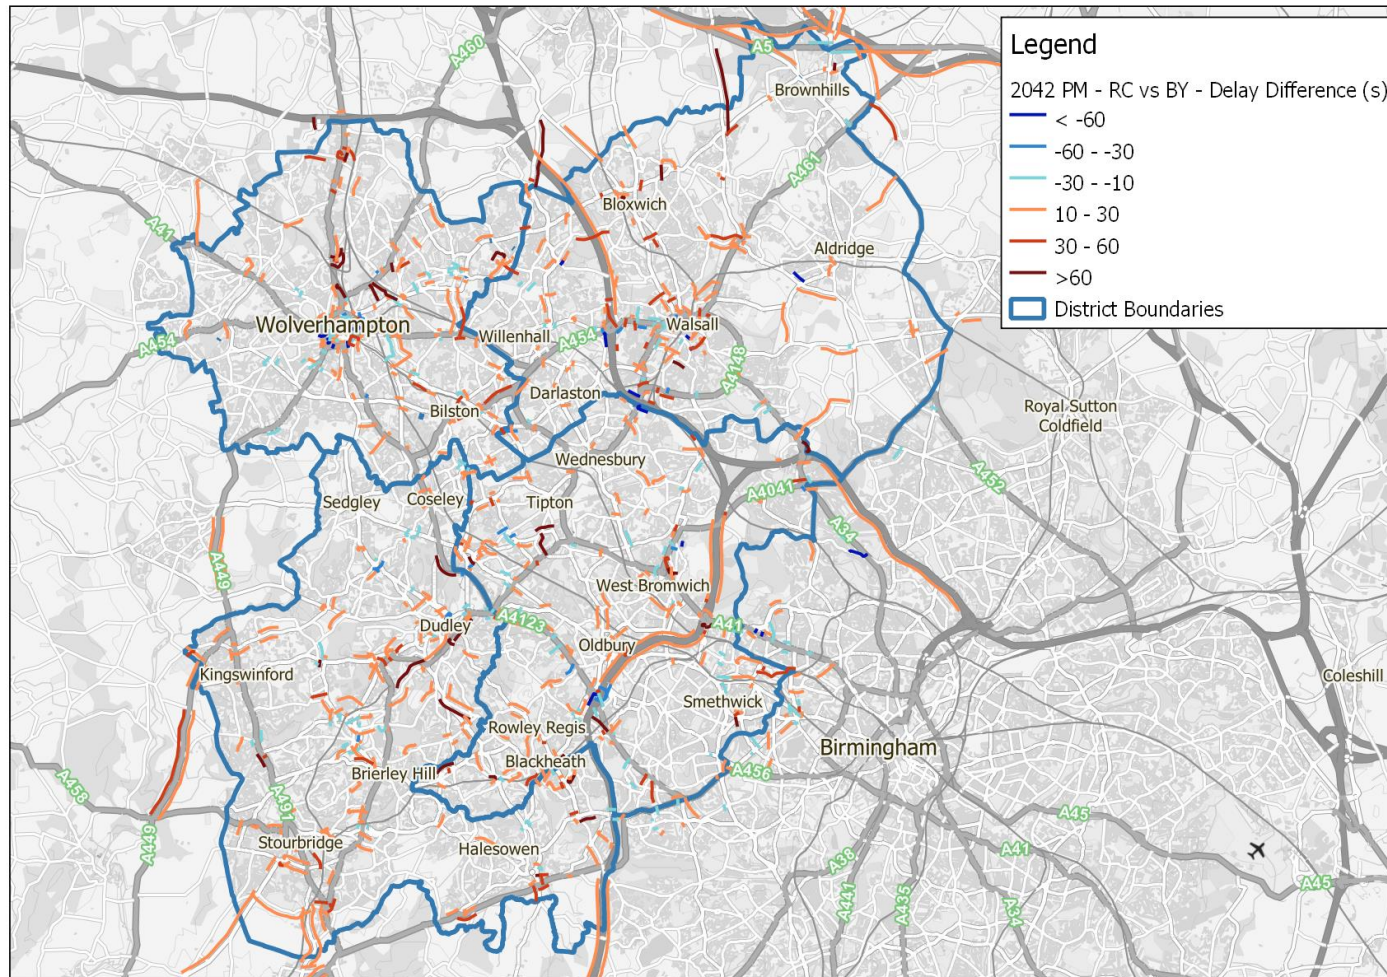 Legend
2042 PM - RC vs BY - Delay Difference (s)
< -60
-60 - -30
-30 - -10
10 - 30
30 - 60
>60
District Boundaries
A460
A5
Brownhills
A461
Bloxwich
A41
Aldridge
Wolverhampton
Willenhall
A454
Walsall
A454
A4148
Darlaston
Bilston
Royal Sutton
Coldfield
Wednesbury
A452
Sedgley
Coseley
Tipton
A4041
A34
A449
West Bromwich
Dudley
A4123
A41
Oldbury
Kingswinford
Coleshill
Smethwick
Rowley Regis
Birmingham
Blackheath
Brierley Hill
A456
A458
A491
A45
Stourbridge
Halesowen
A449
A38
A41
A45
A441
A435
A34